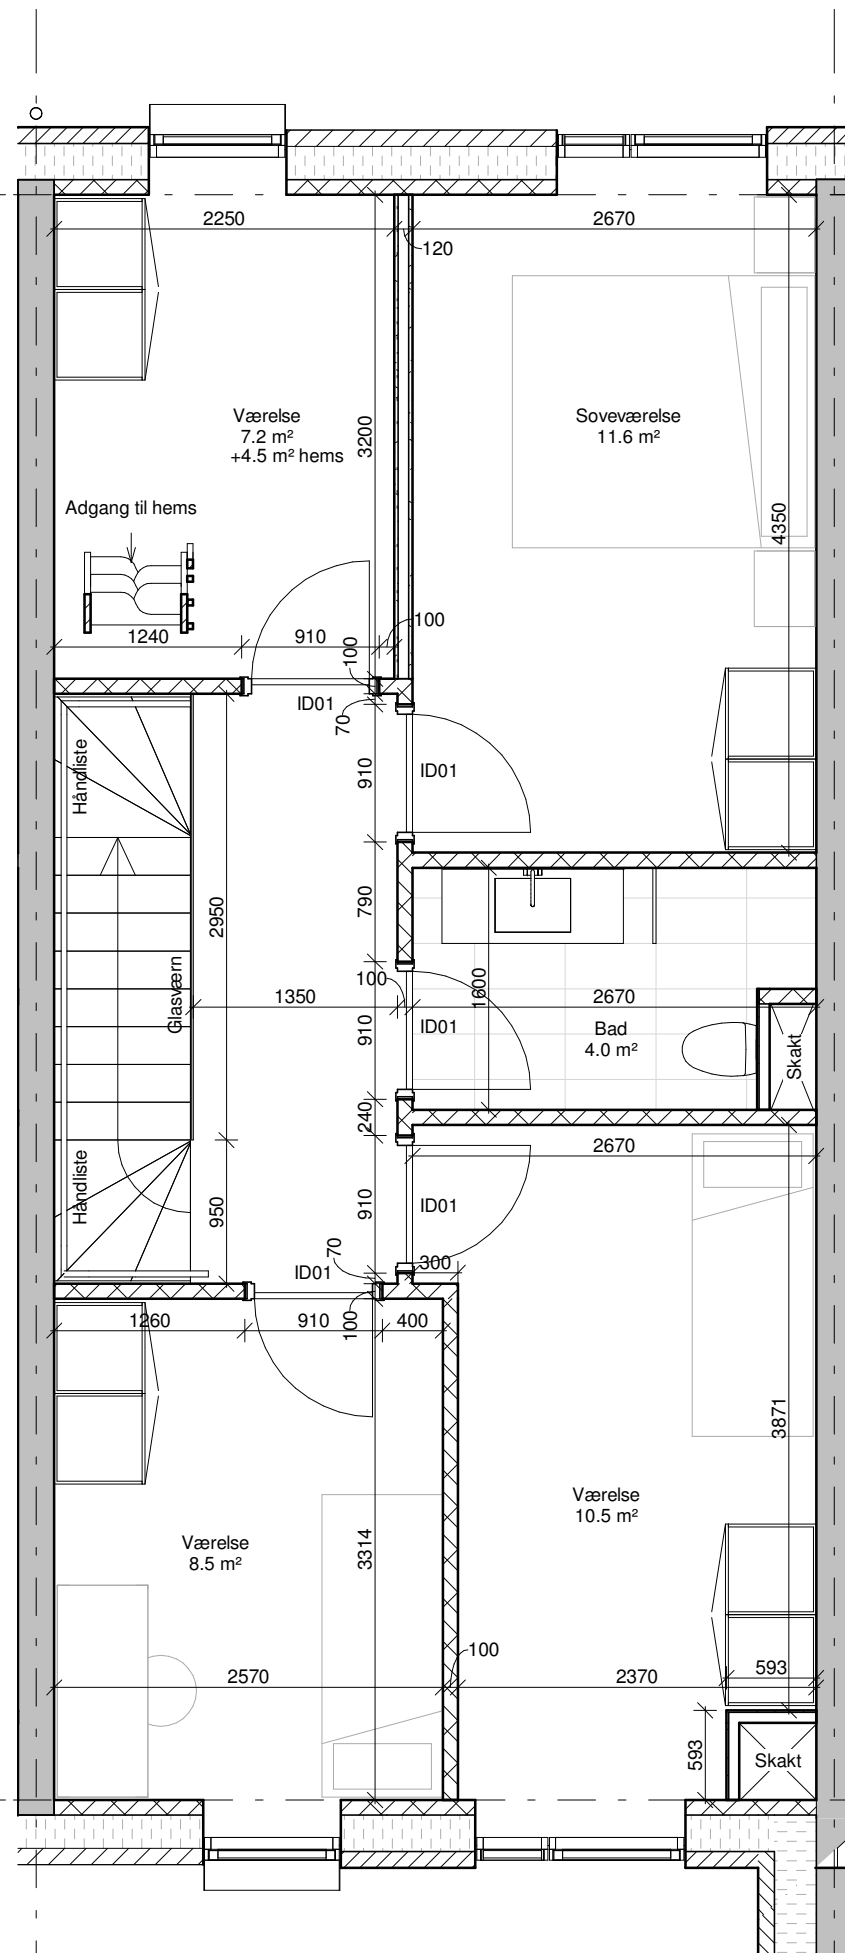 2250
2670
120
Værelse
7.2 m²
+4.5 m² hems
3200
Soveværelse
11.6 m²
4350
Adgang til hems
1240
910
100
100
ID01
70
Håndliste
910
ID01
790
2950
Glasværn
1350
100
910
ID01
1600
2670
Bad
4.0 m²
Skakt
240
2670
Håndliste
950
910
ID01
70
300
ID01
1260
910
100
400
3871
Værelse
10.5 m²
Værelse
8.5 m²
3314
100
2570
2370
593
593
Skakt